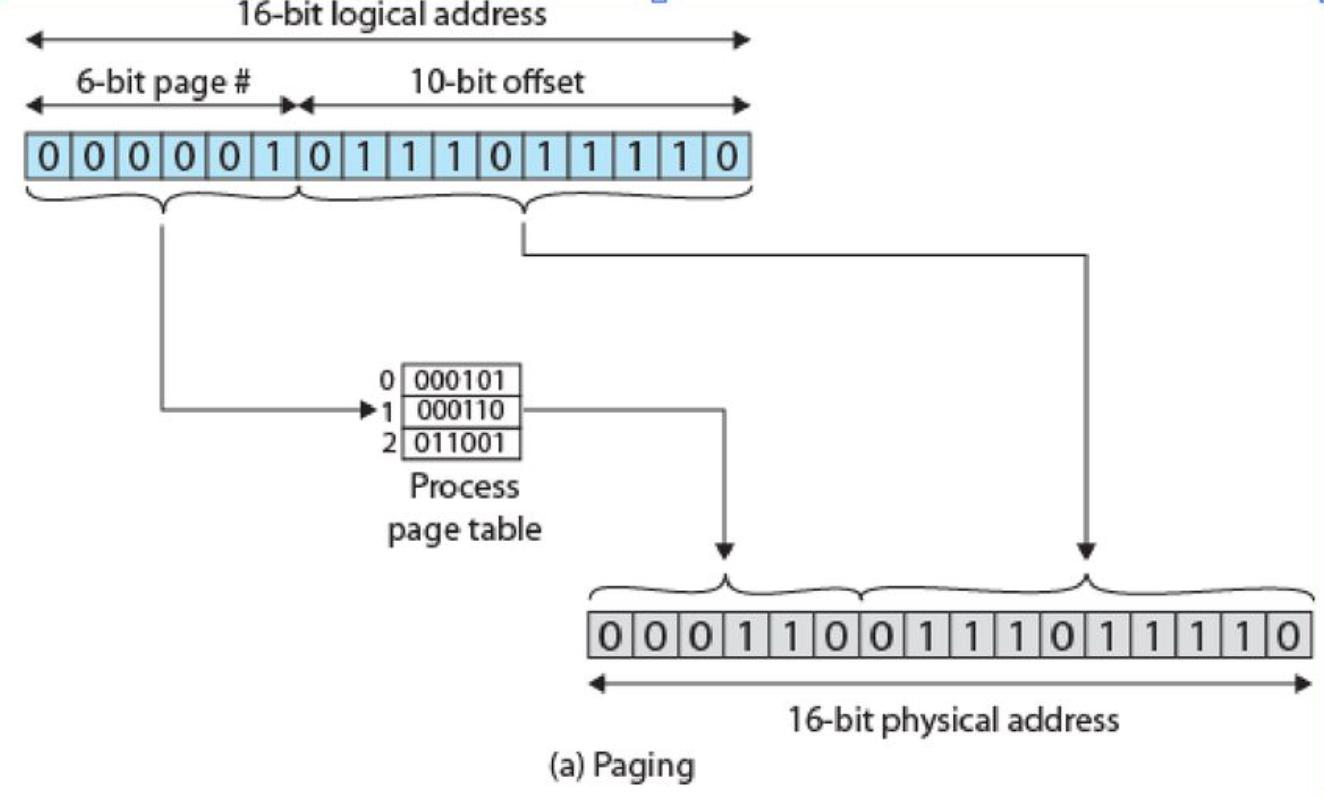 16-bit logical address
6-bit page # 10-bit offset
0 0 0 0 0 1 0 1 1 1 0 1 1 1 1 0
0 000101
1 000110
2 011001
Process
page table
0 0 0 1 1 0 0 1 1 1 0 1 1 1 1 0
16-bit physical address
(a) Paging